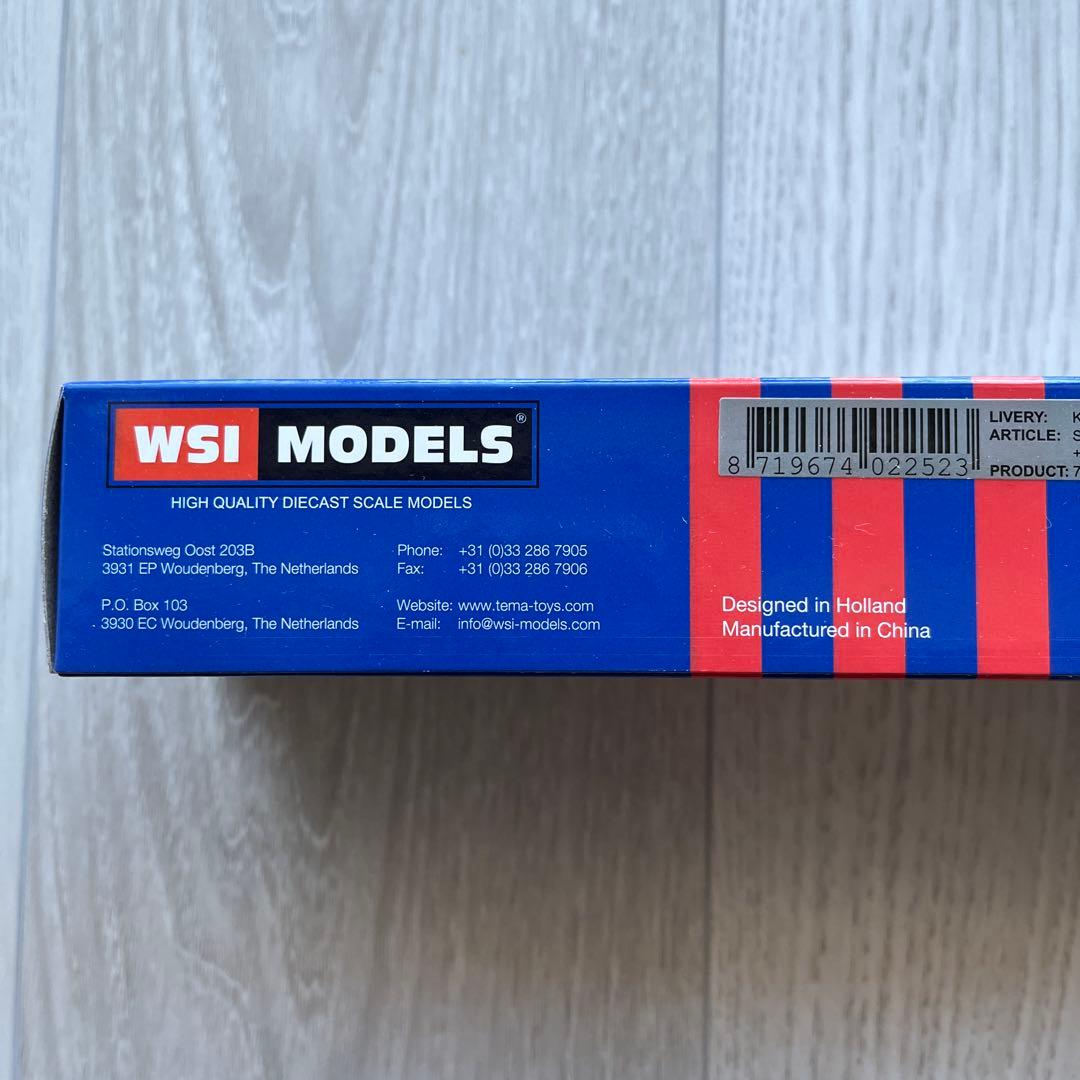 WSI MODELS®
HIGH QUALITY DIECAST SCALE MODELS
Stationsweg Oost 203B
3931 EP Woudenberg, The Netherlands
P.O. Box 103
3930 EC Woudenberg, The Netherlands
Phone: +31 (0)33 286 7905
Fax: +31 (0)33 286 7906
Website: www.tema-toys.com
E-mail: info@wsi-models.com
8 719674 022523
LIVERY: K
ARTICLE: S
+
PRODUCT: 7
Designed in Holland
Manufactured in China